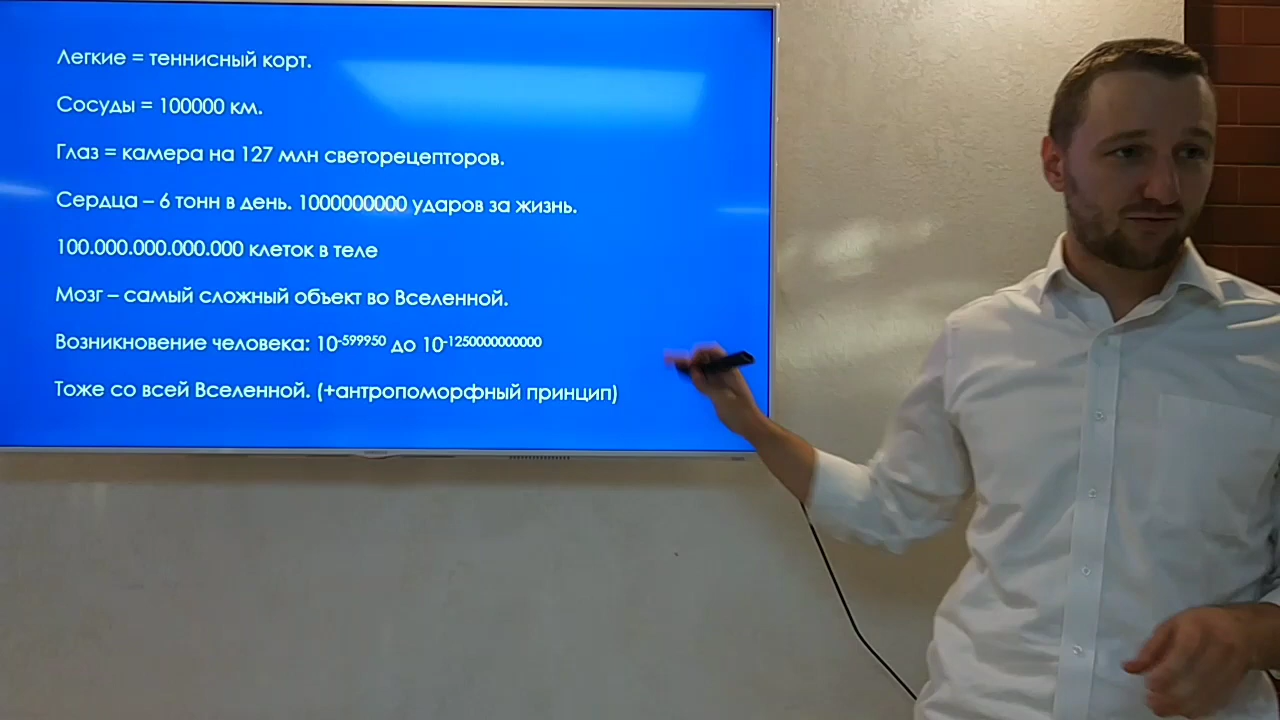 Легкие = теннисный корт.
Сосуды = 100000 км.
Глаз = камера на 127 млн светорецепторов.
Сердца – 6 тонн в день. 1000000000 ударов за жизнь.
100.000.000.000.000 клеток в теле
Мозг – самый сложный объект во Вселенной.
Возникновение человека: 10⁻⁵⁹⁹⁹⁵⁰ до 10⁻¹²⁵⁰⁰⁰⁰⁰⁰⁰⁰⁰⁰
Тоже со всей Вселенной. (+антропоморфный принцип)